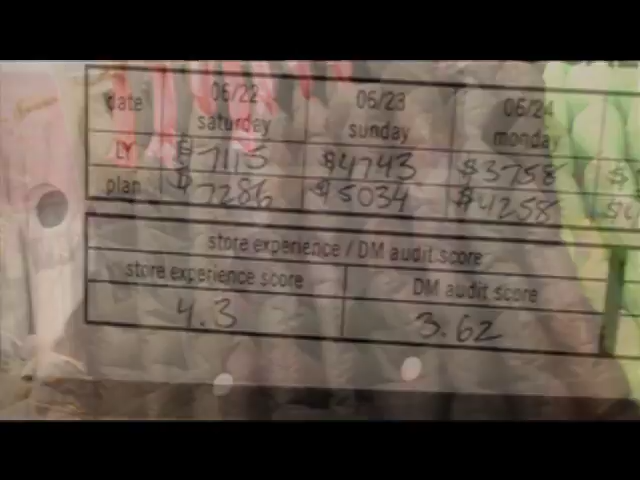 date 06/22 06/23 06/24
saturday sunday monday
LY $7115 $4743 $3758 $
plan $7286 $5034 $4258 $
store experience / DM audit score
store experience score DM audit score
4.3 3.62